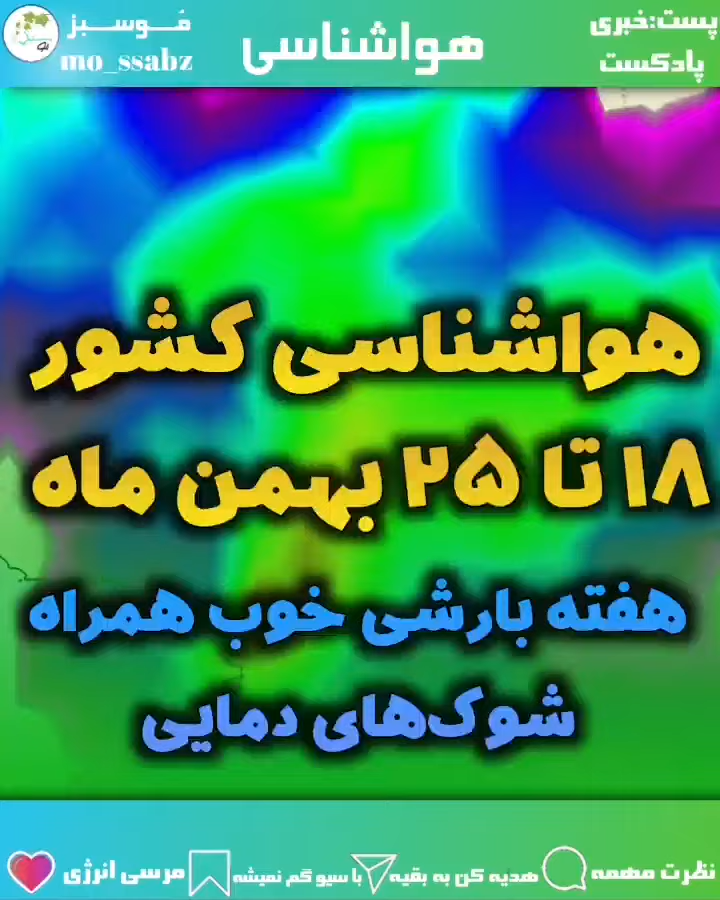 پست:خبری
پادکست
هواشناسی
مُوسبز
mo_ssabz
هواشناسی کشور
۱۸ تا ۲۵ بهمن ماه
هفته بارشی خوب همراه
شوک‌های دمایی
نظرت مهمه
هدیه کن به بقیه
با سیو گم نمیشه
مرسی انرژی